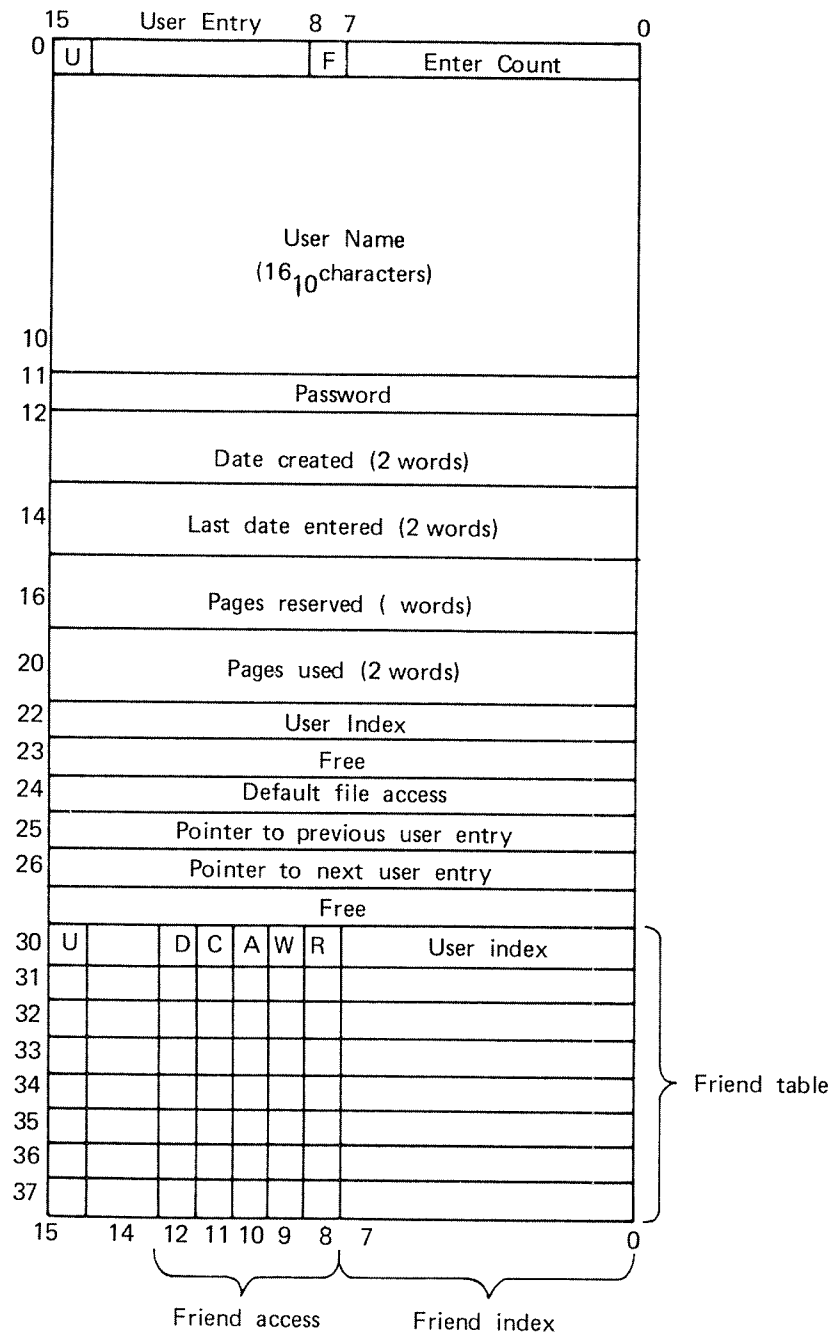 15 User Entry 8 7 0
0 U F Enter Count
User Name
(16₁₀characters)
10
11
Password
12
Date created (2 words)
14 Last date entered (2 words)
16 Pages reserved ( words)
20 Pages used (2 words)
22 User Index
23 Free
24 Default file access
25 Pointer to previous user entry
26 Pointer to next user entry
Free
30 U D C A W R User index
31
32
33
34 Friend table
35
36
37
15 14 12 11 10 9 8 7 0
Friend access Friend index